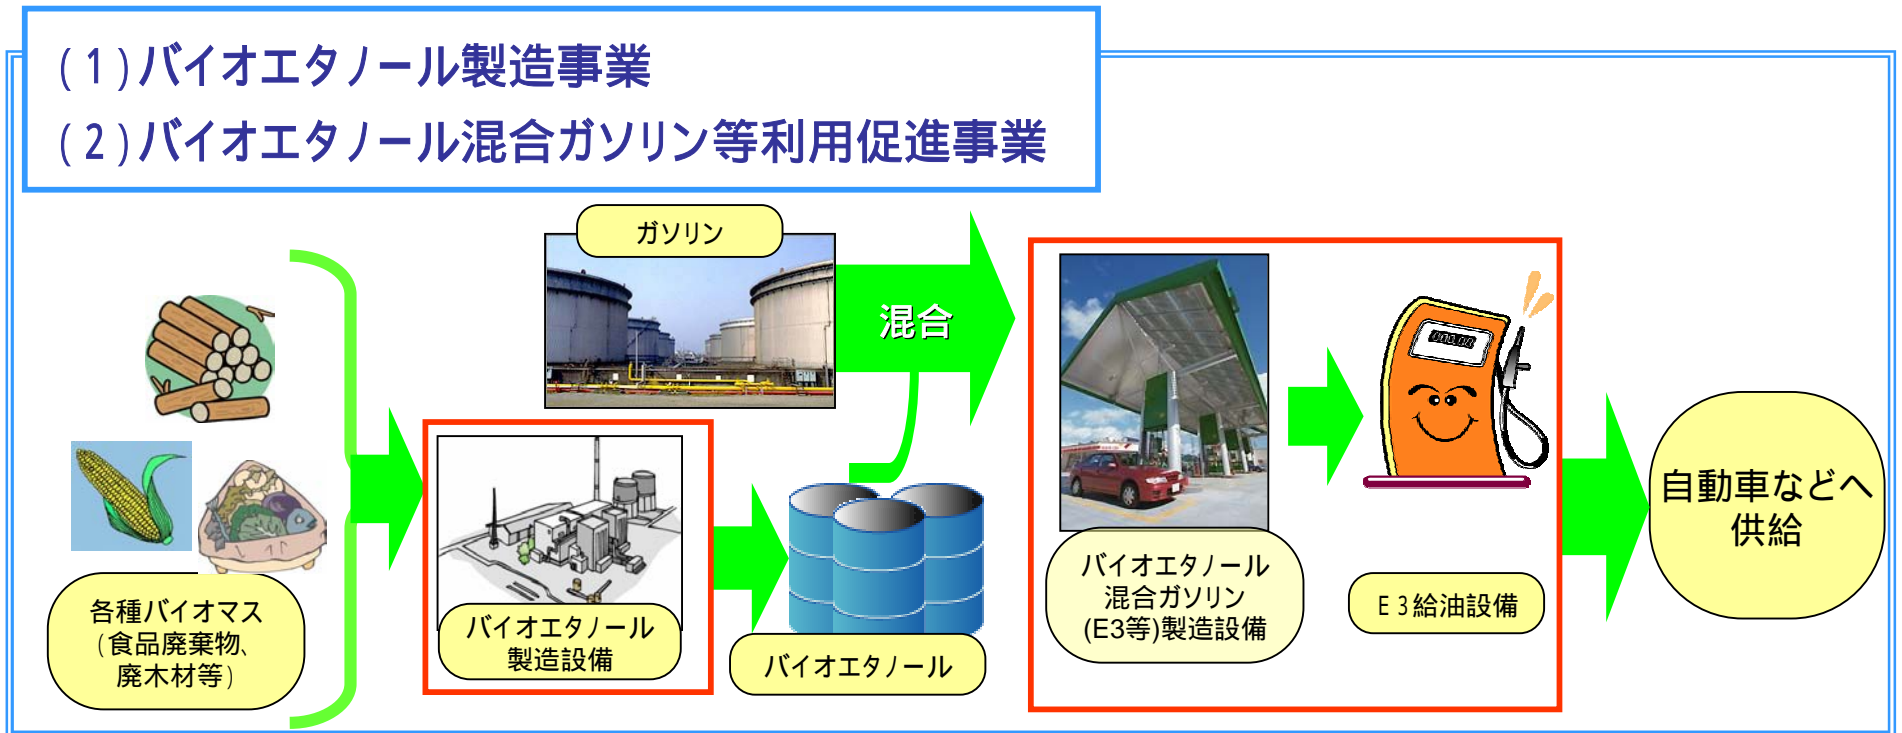 (1)バイオエタノール製造事業
(2)バイオエタノール混合ガソリン等利用促進事業
ガソリン
混合
各種バイオマス
(食品廃棄物、
廃木材等)
バイオエタノール
製造設備
バイオエタノール
バイオエタノール
混合ガソリン
(E3等)製造設備
E3給油設備
自動車などへ
供給